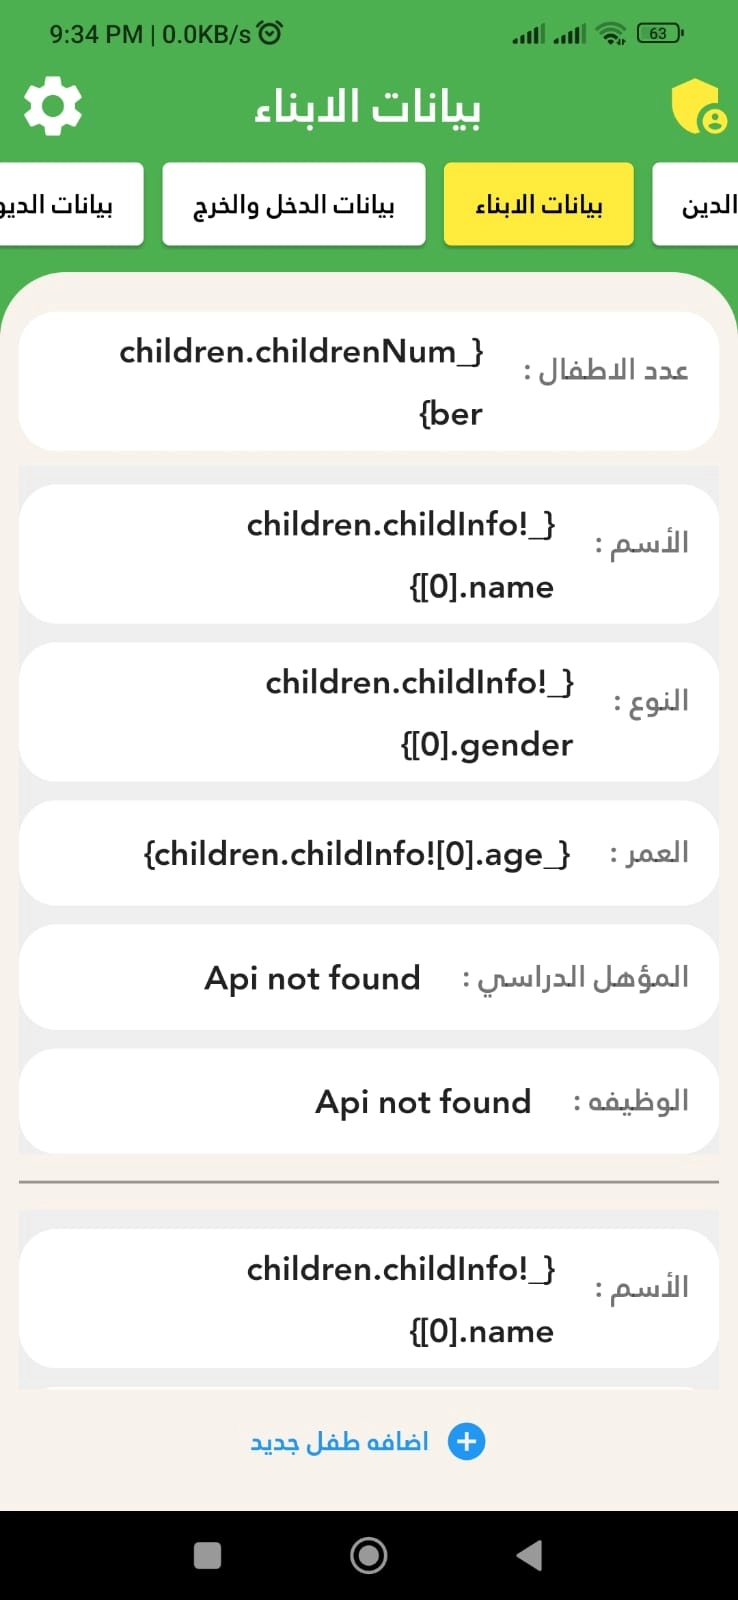 9:34 PM | 0.0KB/s
63
بيانات الابناء
الدين
بيانات الابناء
بيانات الدخل والخرج
بيانات الديو
عدد الاطفال :
children.childrenNum_}
{ber
الأسم :
children.childInfo!_}
{[0].name
النوع :
children.childInfo!_}
{[0].gender
العمر :
{children.childInfo![0].age_}
المؤهل الدراسي :
Api not found
الوظيفه :
Api not found
الأسم :
children.childInfo!_}
{[0].name
اضافه طفل جديد